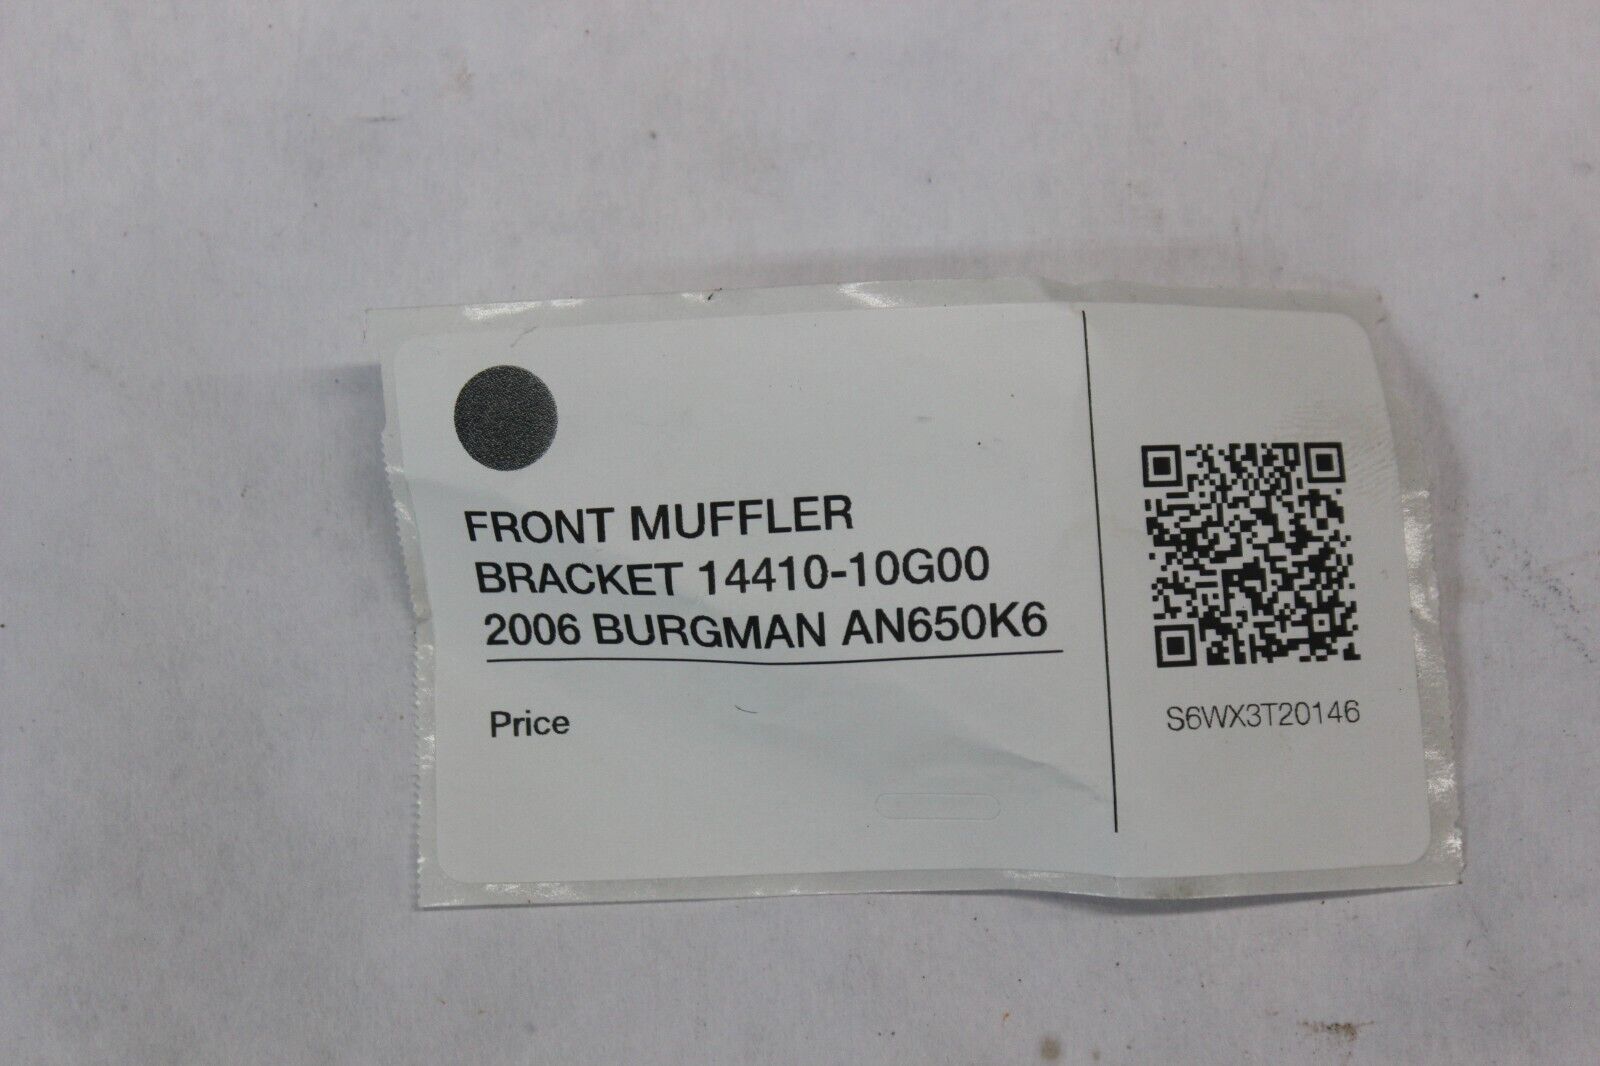 FRONT MUFFLER
BRACKET 14410-10G00
2006 BURGMAN AN650K6
Price
S6WX3T20146